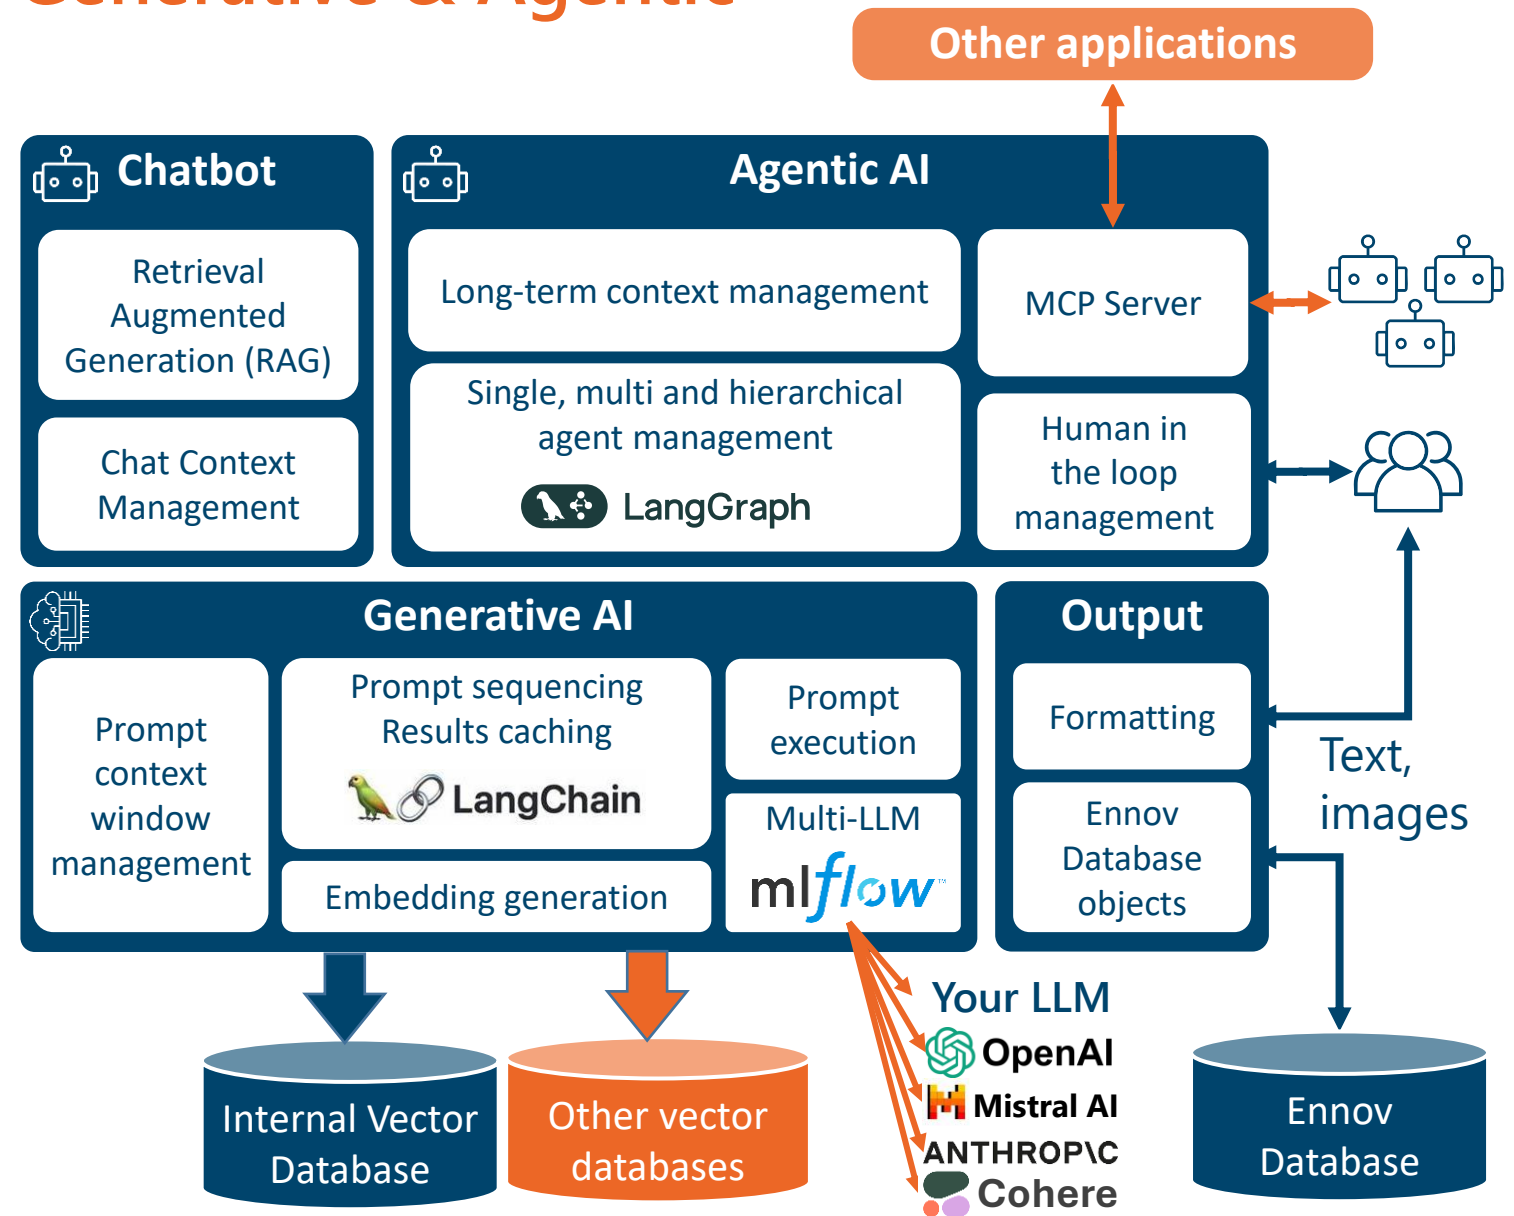 Generative & Agentic
Other applications
Chatbot
Retrieval
Augmented
Generation (RAG)
Chat Context
Management
Agentic AI
Long-term context management
Single, multi and hierarchical
agent management
LangGraph
MCP Server
Human in
the loop
management
Generative AI
Prompt
context
window
management
Prompt sequencing
Results caching
LangChain
Embedding generation
Prompt
execution
Multi-LLM
mlflow™
Output
Formatting
Ennov
Database
objects
Text,
images
Internal Vector
Database
Other vector
databases
Your LLM
OpenAI
Mistral AI
ANTHROP\C
Cohere
Ennov
Database